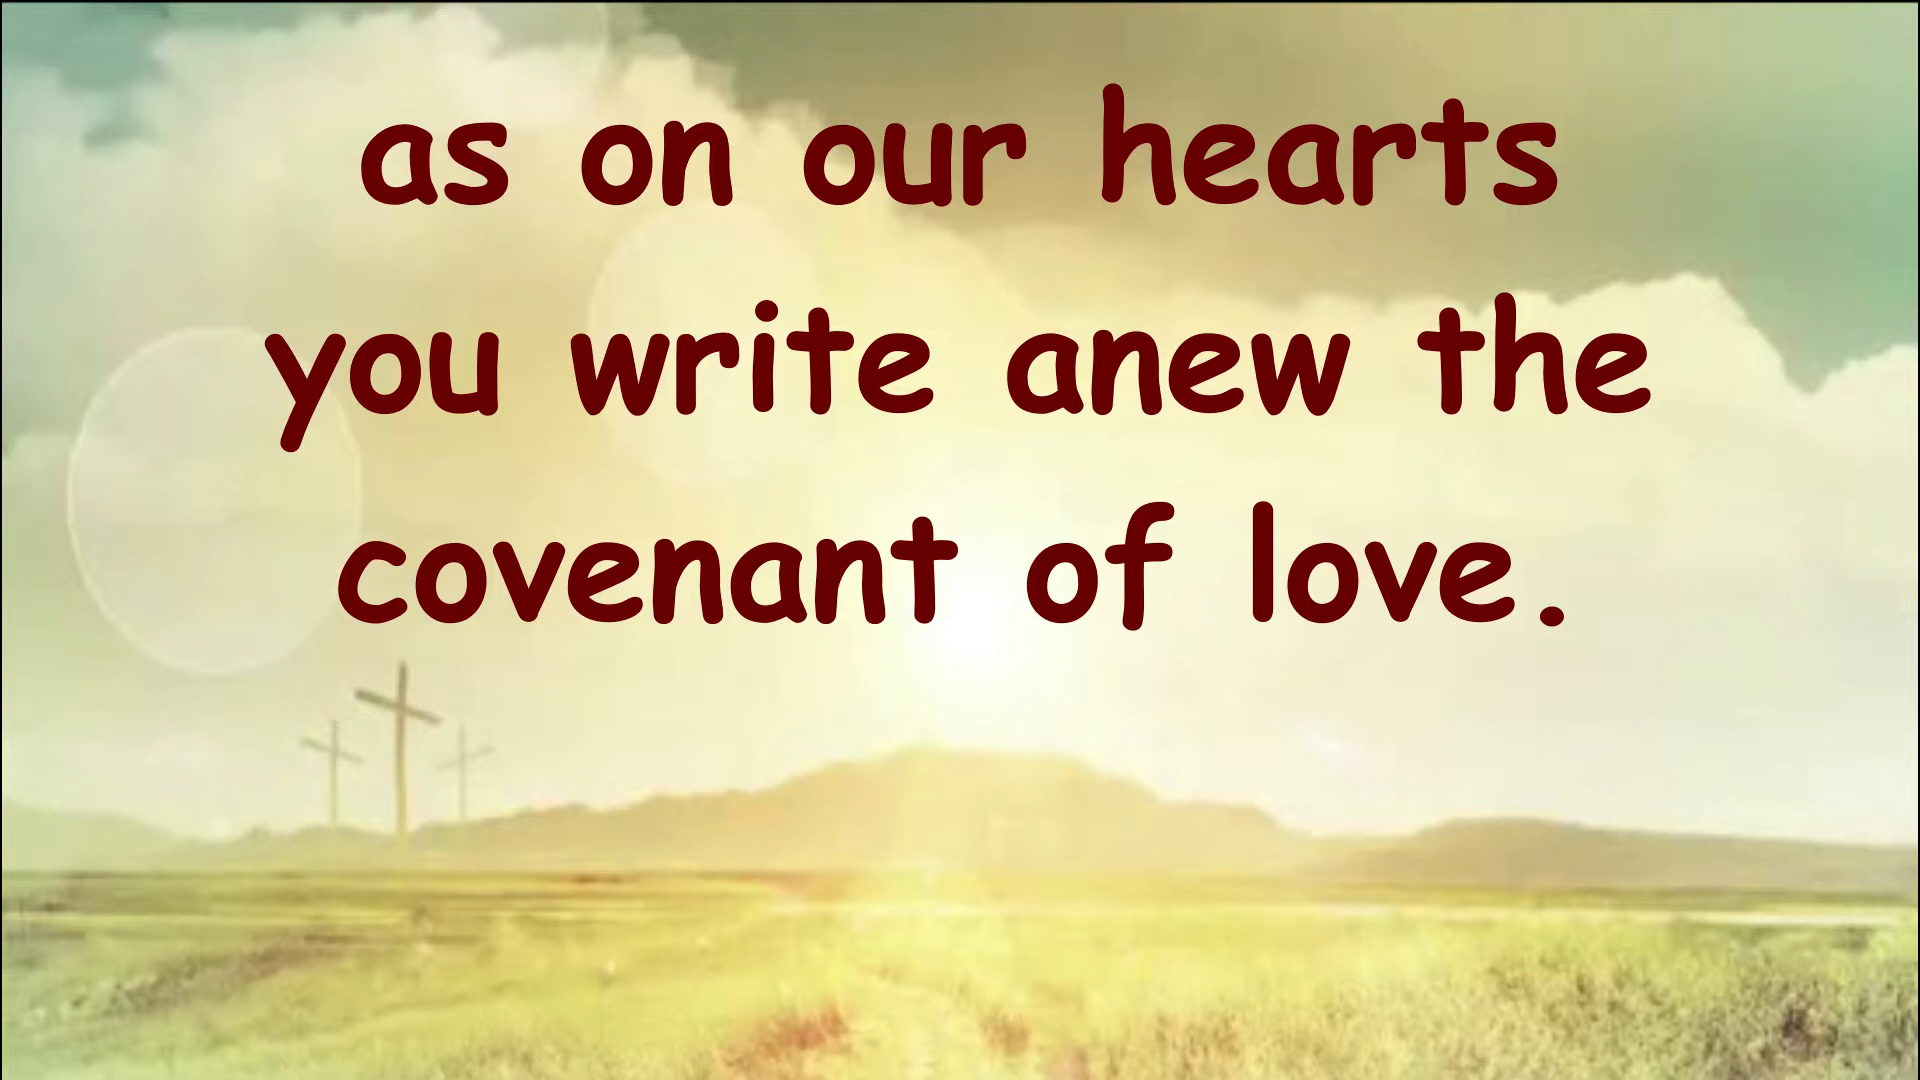 as on our hearts
you write anew the
covenant of love.